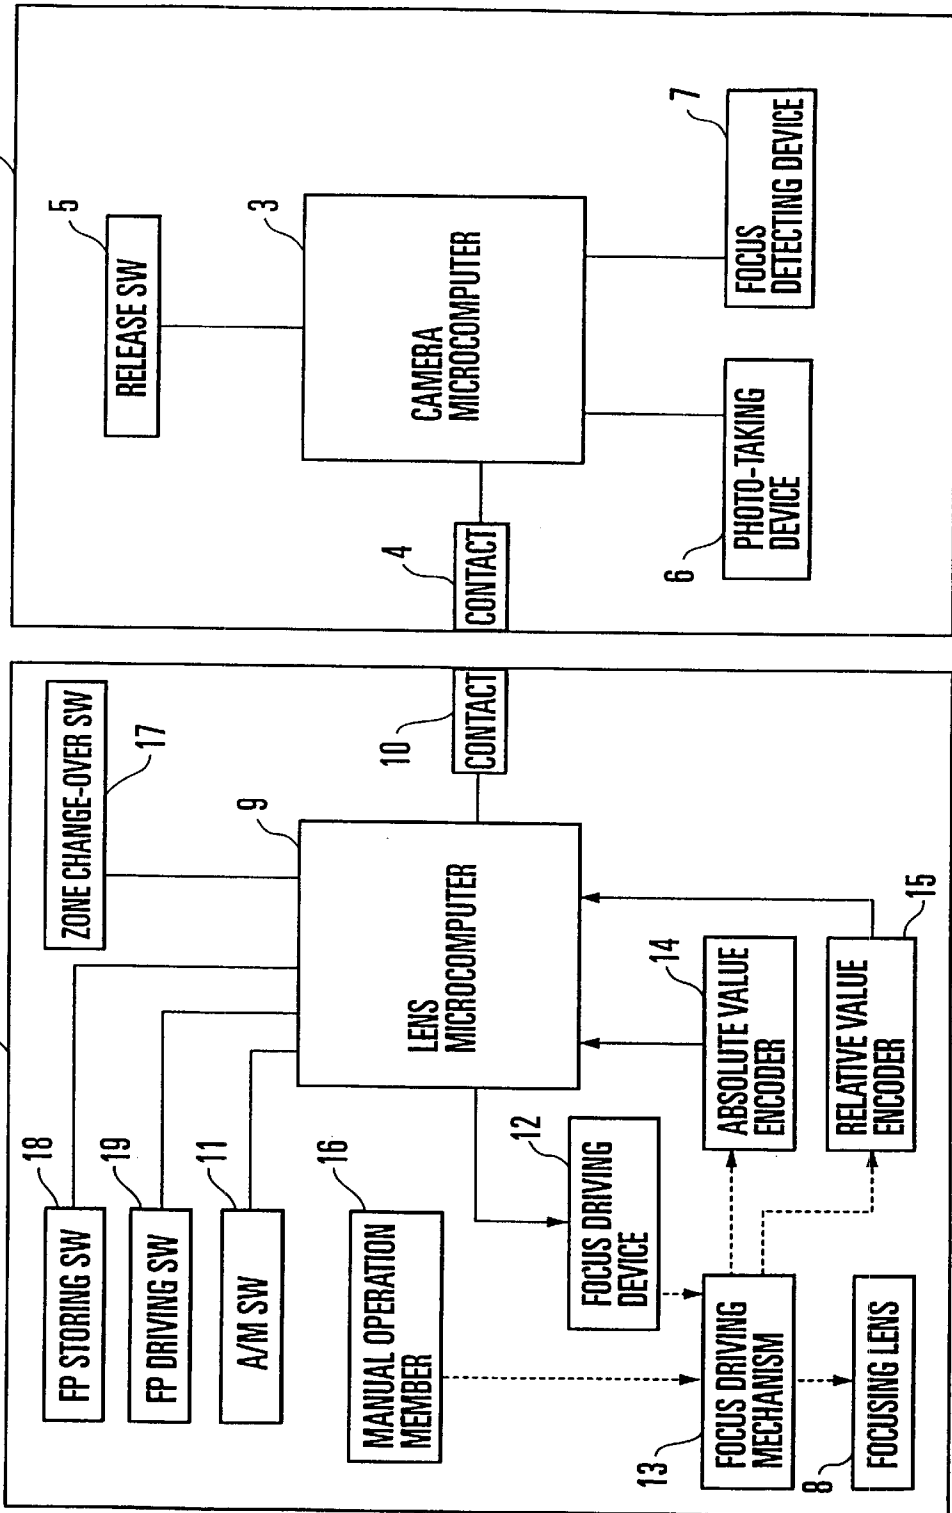 FP STORING SW
18
FP DRIVING SW
19
A/M SW
11
MANUAL OPERATION
MEMBER
16
ZONE CHANGE-OVER SW
17
LENS
MICROCOMPUTER
9
CONTACT
10
FOCUS DRIVING
DEVICE
12
FOCUS DRIVING
MECHANISM
13
FOCUSING LENS
8
ABSOLUTE VALUE
ENCODER
14
RELATIVE VALUE
ENCODER
15
RELEASE SW
5
CAMERA
MICROCOMPUTER
3
CONTACT
4
PHOTO-TAKING
DEVICE
6
FOCUS
DETECTING DEVICE
7